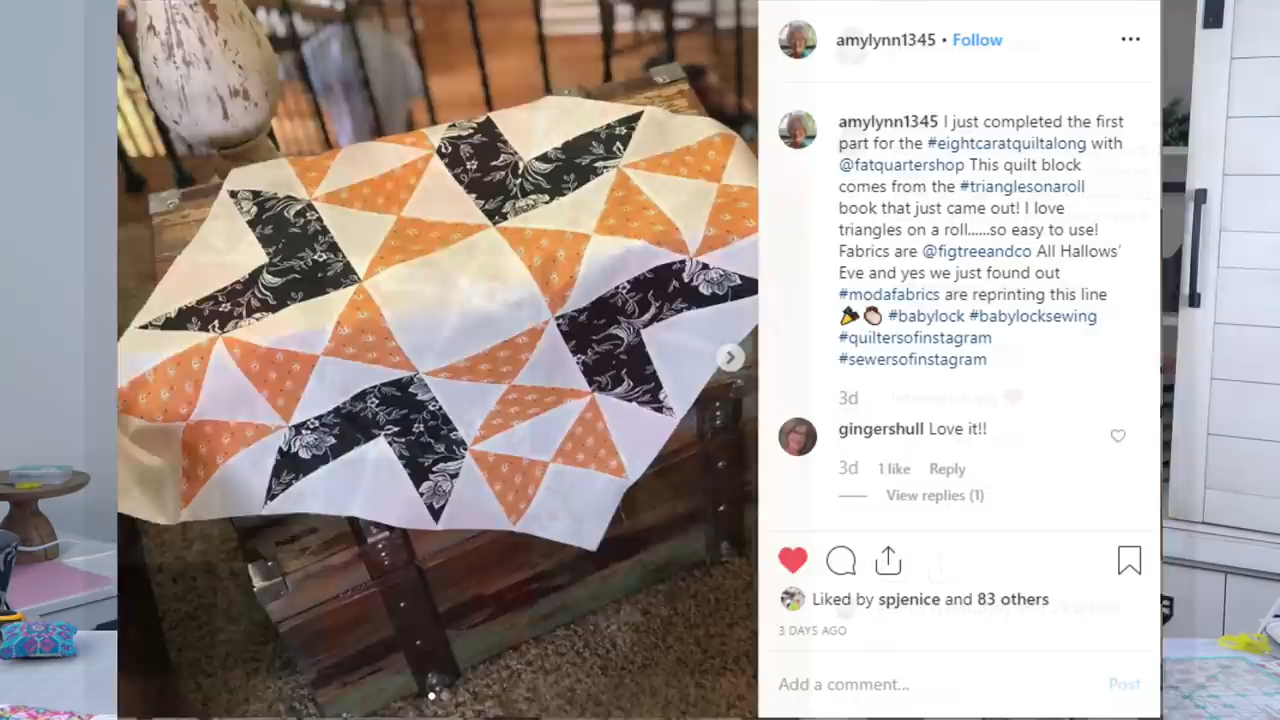 amylynn1345 • Follow
amylynn1345 I just completed the first
part for the #eightcaratquiltalong with
@fatquartershop This quilt block
comes from the #trianglesonaroll
book that just came out! I love
triangles on a roll......so easy to use!
Fabrics are @figtreeandco All Hallows'
Eve and yes we just found out
#modafabrics are reprinting this line
#babylock #babylocksewing
#quiltersofinstagram
#sewersofinstagram
3d
gingershull Love it!!
3d 1 like Reply
View replies (1)
Liked by spjenice and 83 others
3 DAYS AGO
Add a comment... Post